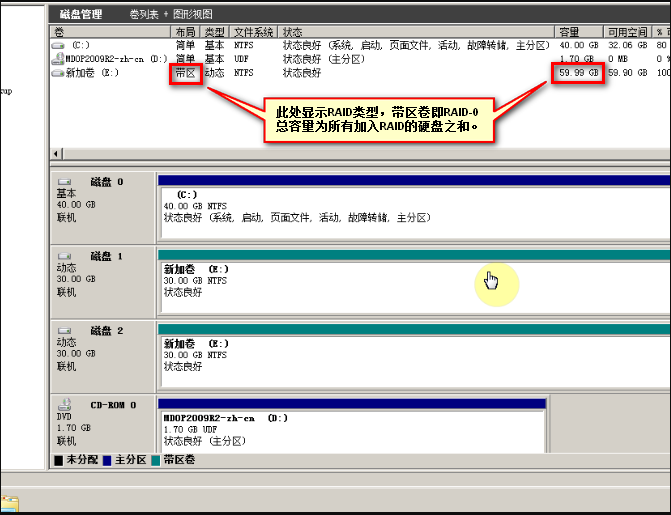 磁盘管理 卷列表 + 图形视图
卷 布局 类型 文件系统 状态 容量 可用空间 % 可
(C:) 简单 基本 NTFS 状态良好 (系统, 启动, 页面文件, 活动, 故障转储, 主分区) 40.00 GB 32.06 GB 80
MDOP2009R2-zh-cn (D:) 简单 基本 UDF 状态良好 (主分区) 1.70 GB 0 MB 0 %
新加卷 (E:) 带区 动态 NTFS 状态良好 59.99 GB 59.90 GB 100
此处显示RAID类型，带区卷即RAID-0
总容量为所有加入RAID的硬盘之和。
磁盘 0
基本
40.00 GB
联机
(C:)
40.00 GB NTFS
状态良好 (系统, 启动, 页面文件, 活动, 故障转储, 主分区)
磁盘 1
动态
30.00 GB
联机
新加卷 (E:)
30.00 GB NTFS
状态良好
磁盘 2
动态
30.00 GB
联机
新加卷 (E:)
30.00 GB NTFS
状态良好
CD-ROM 0
DVD
1.70 GB
联机
MDOP2009R2-zh-cn (D:)
1.70 GB UDF
状态良好 (主分区)
未分配 主分区 带区卷